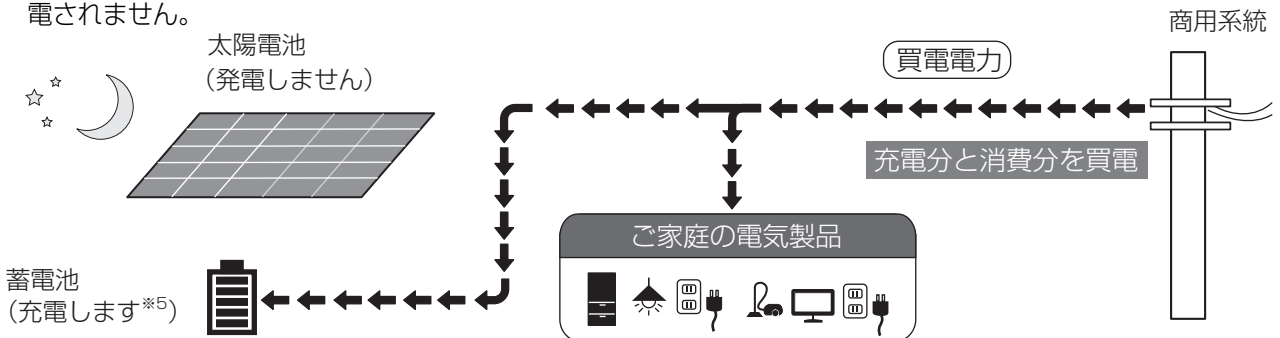 電されません。
商用系統
太陽電池
（発電しません）
買電電力
充電分と消費分を買電
ご家庭の電気製品
蓄電池
（充電します※5）